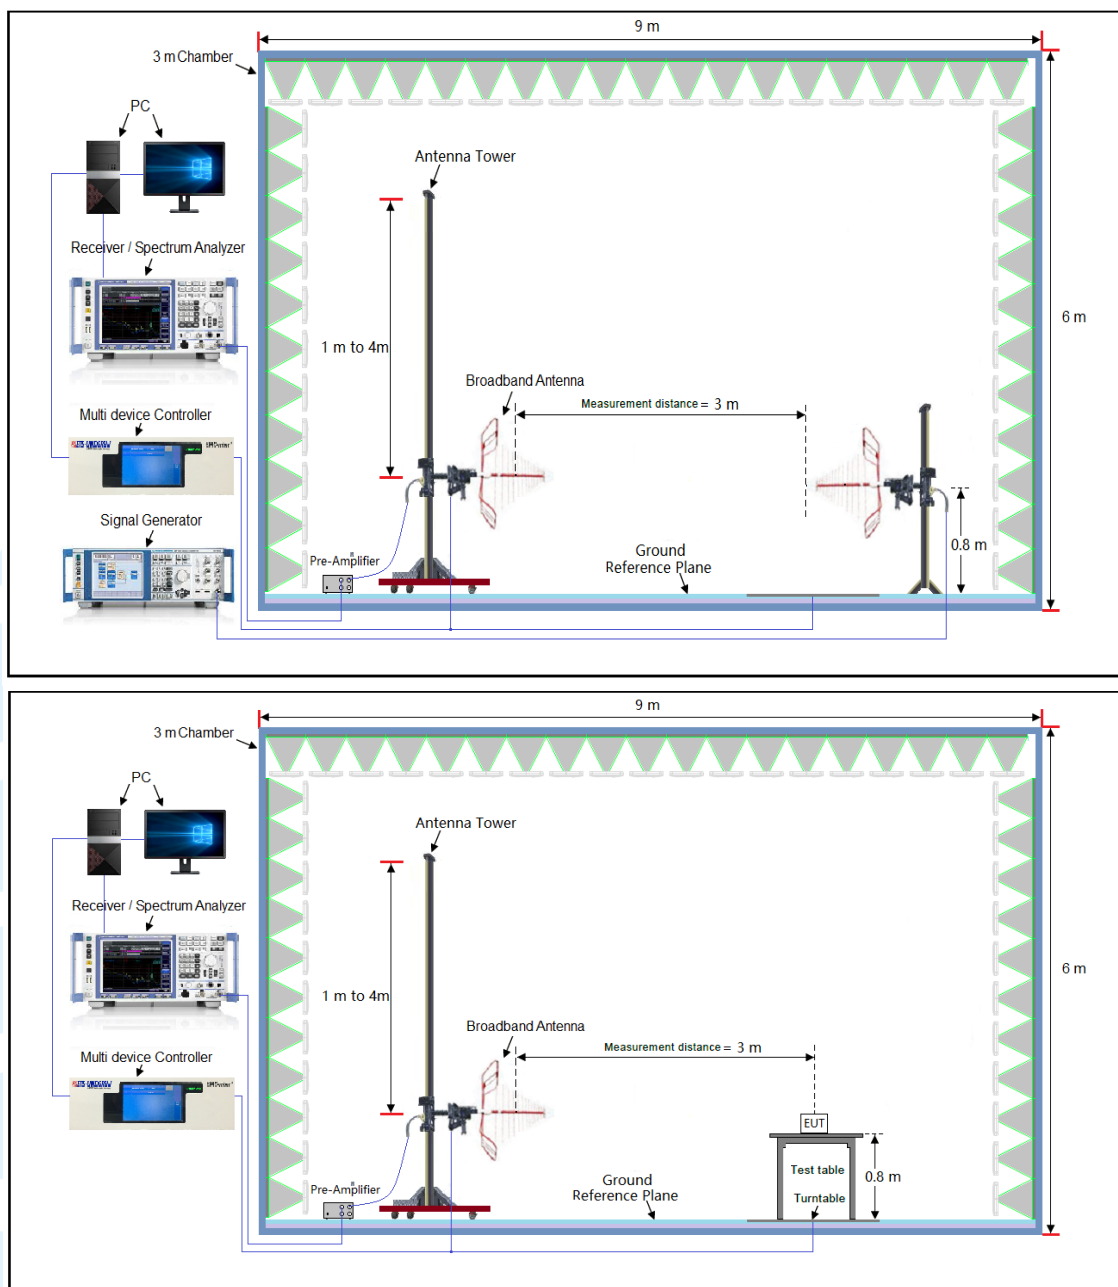 9 m
3 m Chamber
PC
Antenna Tower
Receiver / Spectrum Analyzer
6 m
1 m to 4m
Broadband Antenna
Measurement distance = 3 m
Multi device Controller
Signal Generator
Pre-Amplifier
Ground
Reference Plane
0.8 m
9 m
3 m Chamber
PC
Antenna Tower
Receiver / Spectrum Analyzer
6 m
1 m to 4m
Broadband Antenna
Measurement distance = 3 m
Multi device Controller
EUT
Test table
0.8 m
Pre-Amplifier
Ground
Reference Plane
Turntable